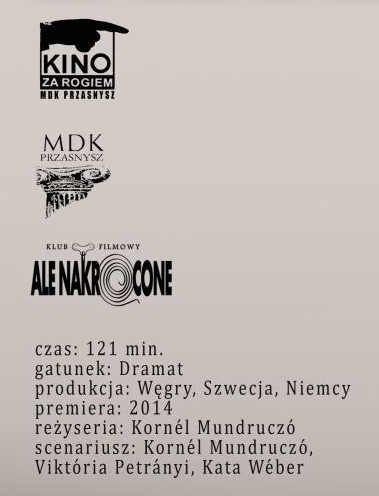 KINO
ZA ROGIEM
MDK PRZASNYSZ
MDK
PRZASNYSZ
KLUB FILMOWY
ALE NAKRĘCONE
czas: 121 min.
gatunek: Dramat
produkcja: Węgry, Szwecja, Niemcy
premiera: 2014
reżyseria: Kornél Mundruczó
scenariusz: Kornél Mundruczó,
Viktória Petrányi, Kata Wéber